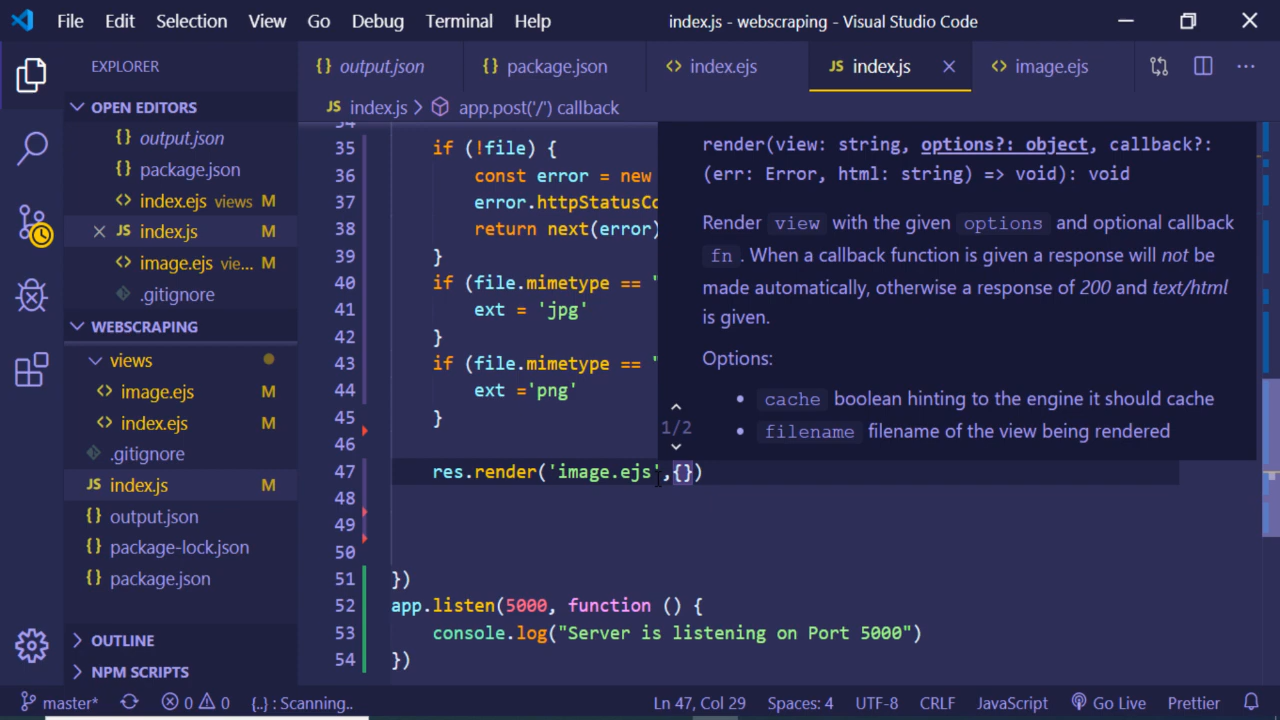 File Edit Selection View Go Debug Terminal Help index.js - webscraping - Visual Studio Code
EXPLORER
OPEN EDITORS
{} output.json
{} package.json
<> index.ejs views M
JS index.js M
<> image.ejs vie... M
.gitignore
WEBSCRAPING
views
<> image.ejs M
<> index.ejs M
.gitignore
JS index.js M
{} output.json
{} package-lock.json
{} package.json
OUTLINE
NPM SCRIPTS
{} output.json {} package.json <> index.ejs JS index.js <> image.ejs
JS index.js > app.post('/') callback
35 if (!file) {
36 const error = new
37 error.httpStatusCo
38 return next(error)
39 }
40 if (file.mimetype == "
41 ext = 'jpg'
42 }
43 if (file.mimetype == "
44 ext ='png'
45 }
46
47 res.render('image.ejs',{})
48
49
50
51 })
52 app.listen(5000, function () {
53 console.log("Server is listening on Port 5000")
54 })
render(view: string, options?: object, callback?:
(err: Error, html: string) => void): void
Render view with the given options and optional callback
fn . When a callback function is given a response will not be
made automatically, otherwise a response of 200 and text/html
is given.
Options:
• cache boolean hinting to the engine it should cache
• filename filename of the view being rendered
1/2
master* 0 0 {..} : Scanning.. Ln 47, Col 29 Spaces: 4 UTF-8 CRLF JavaScript Go Live Prettier